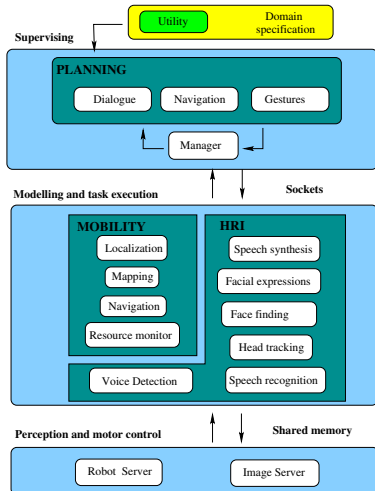 Utility
Domain
specification
Supervising
PLANNING
Dialogue
Navigation
Gestures
Manager
Modelling and task execution
Sockets
MOBILITY
HRI
Localization
Mapping
Navigation
Resource monitor
Speech synthesis
Facial expressions
Face finding
Head tracking
Voice Detection
Speech recognition
Perception and motor control
Shared memory
Robot Server
Image Server